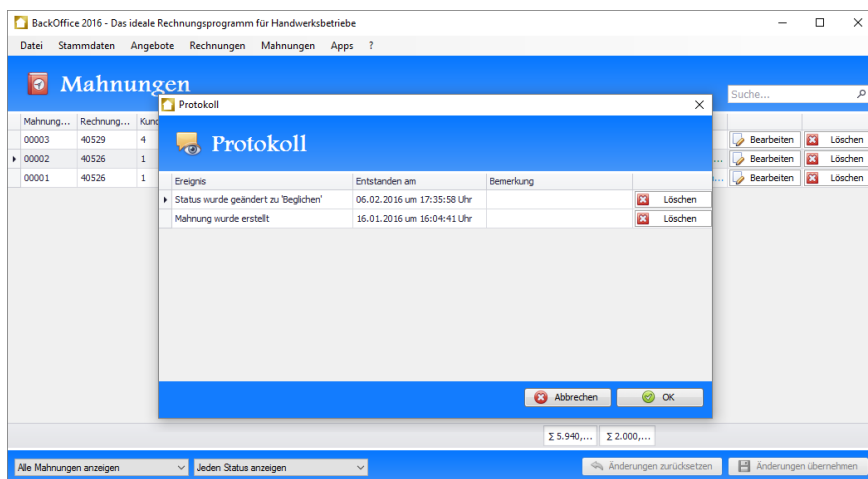 BackOffice 2016 - Das ideale Rechnungsprogramm für Handwerksbetriebe
Datei Stammdaten Angebote Rechnungen Mahnungen Apps ?
Mahnungen
Suche...
Mahnung... Rechnung... Kund
00003 40529 4 Bearbeiten Löschen
00002 40526 1 ... Bearbeiten Löschen
00001 40526 1 Bearbeiten Löschen
Protokoll
Protokoll
Ereignis Entstanden am Bemerkung
Status wurde geändert zu 'Beglichen' 06.02.2016 um 17:35:58 Uhr Löschen
Mahnung wurde erstellt 16.01.2016 um 16:04:41 Uhr Löschen
Abbrechen OK
Σ 5.940,... Σ 2.000,...
Alle Mahnungen anzeigen Jeden Status anzeigen Änderungen zurücksetzen Änderungen übernehmen